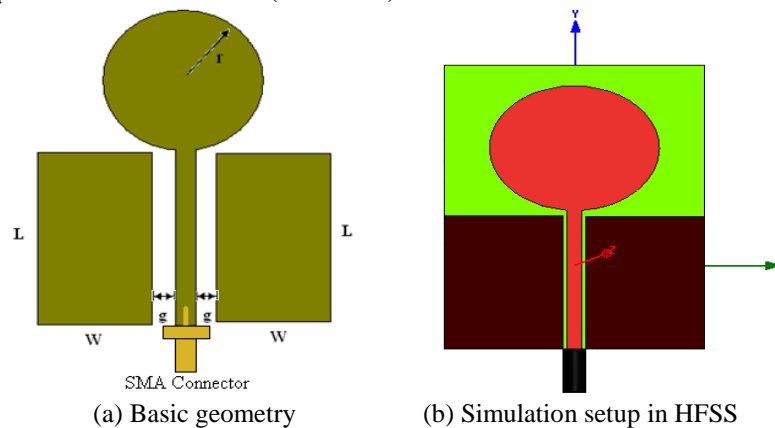 r
L
L
g
g
W
W
SMA Connector
(a) Basic geometry
Y
(b) Simulation setup in HFSS